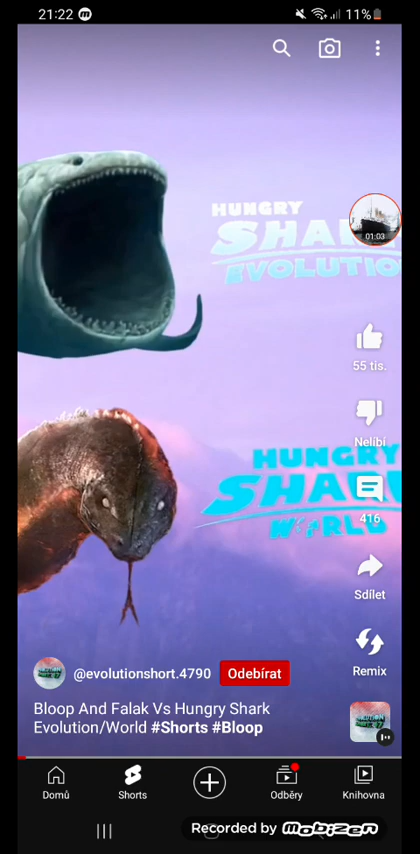 21:22
11%
HUNGRY
SHARK
EVOLUTION
01:03
55 tis.
Nelíbí
HUNGRY
SHARK
WORLD
416
Sdílet
Remix
@evolutionshort.4790
Odebírat
Bloop And Falak Vs Hungry Shark
Evolution/World #Shorts #Bloop
Domů
Shorts
Odběry
Knihovna
Recorded by MOBIZEN